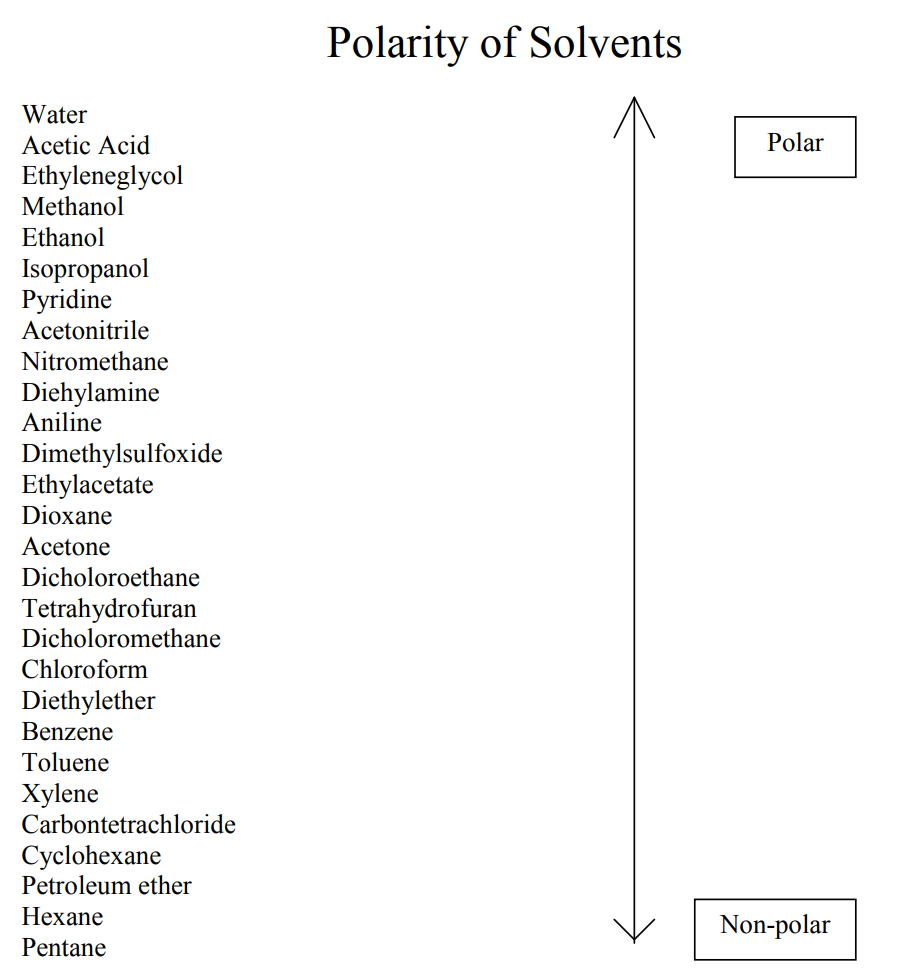 Polarity of Solvents
Water
Acetic Acid
Ethyleneglycol
Methanol
Ethanol
Isopropanol
Pyridine
Acetonitrile
Nitromethane
Diehylamine
Aniline
Dimethylsulfoxide
Ethylacetate
Dioxane
Acetone
Dicholoroethane
Tetrahydrofuran
Dicholoromethane
Chloroform
Diethylether
Benzene
Toluene
Xylene
Carbontetrachloride
Cyclohexane
Petroleum ether
Hexane
Pentane
Polar
Non-polar